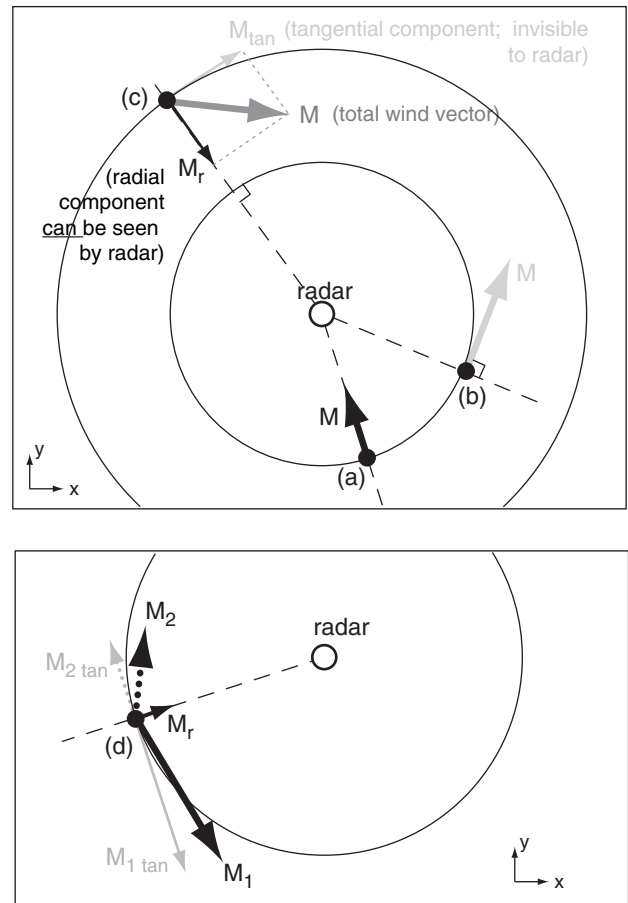 M_tan (tangential component; invisible
to radar)
(c)
M (total wind vector)
M_r
(radial
component
can be seen
by radar)
radar
M
(b)
M
(a)
y
x
M_2
radar
M_2 tan
M_r
(d)
M_1 tan
M_1
y
x